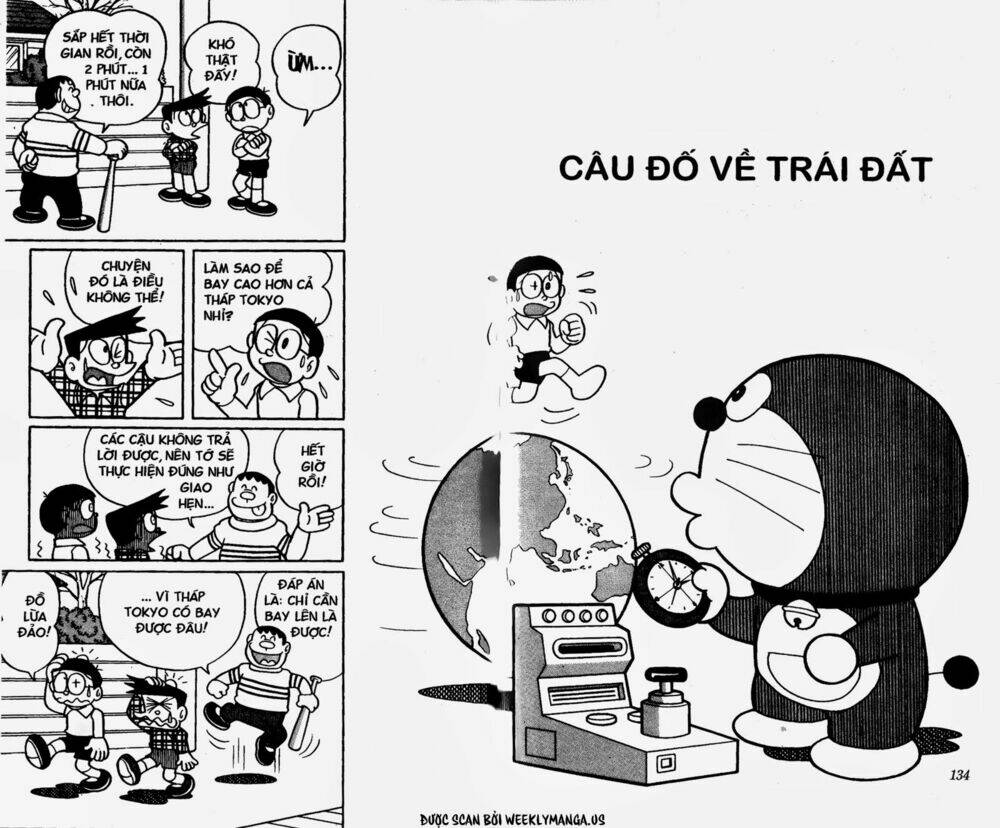 CÂU ĐỐ VỀ TRÁI ĐẤT
134
ỪM...
KHÓ
THẬT
ĐẤY!
SẮP HẾT THỜI
GIAN RỒI, CÒN
2 PHÚT... 1
PHÚT NỮA
THÔI.
LÀM SAO ĐỂ
BAY CAO HƠN CẢ
THÁP TOKYO
NHỈ?
CHUYỆN
ĐÓ LÀ ĐIỀU
KHÔNG THỂ!
HẾT
GIỜ
RỒI!
CÁC CẬU KHÔNG TRẢ
LỜI ĐƯỢC, NÊN TỚ SẼ
THỰC HIỆN ĐÚNG NHƯ
GIAO
HẸN...
ĐÁP ÁN
LÀ: CHỈ CẦN
BAY LÊN LÀ
ĐƯỢC!
... VÌ THÁP
TOKYO CÓ BAY
ĐƯỢC ĐÂU!
ĐỒ
LỪA
ĐẢO!
ĐƯỢC SCAN BỞI WEEKLYMANGA.US